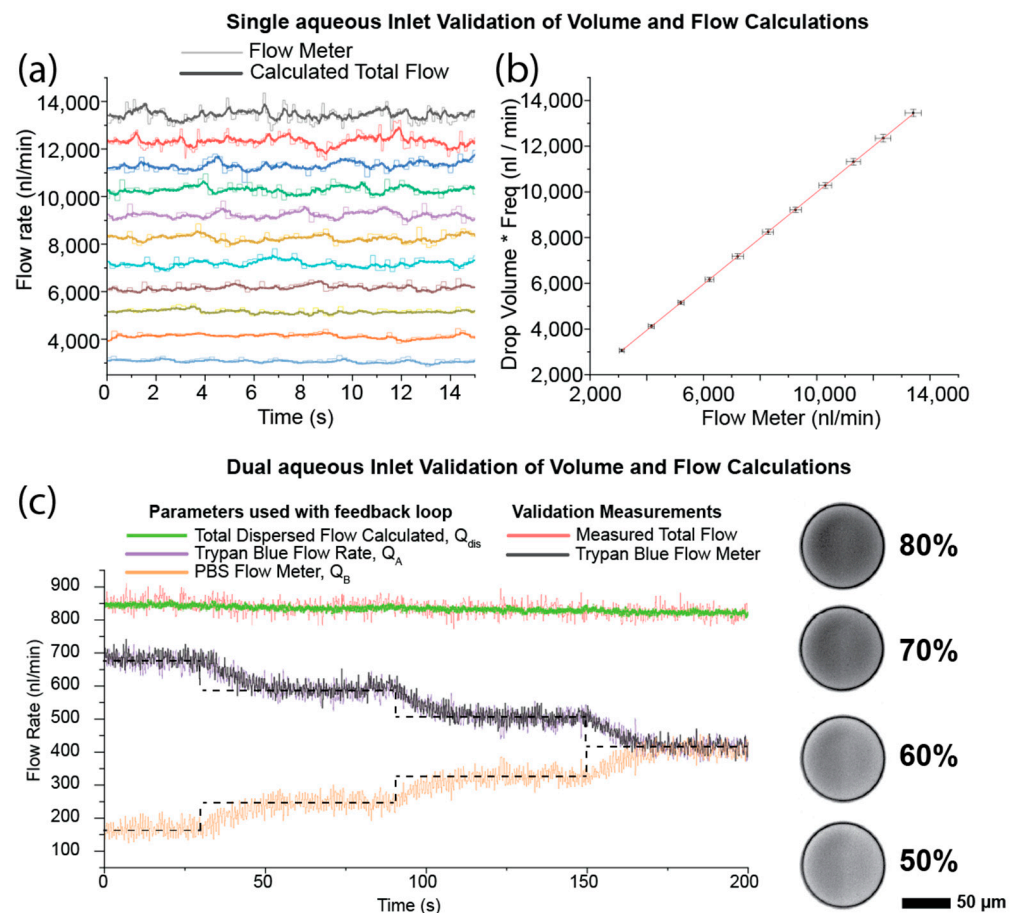 Single aqueous Inlet Validation of Volume and Flow Calculations
(a)
Flow Meter
Calculated Total Flow
Flow rate (nl/min)
14,000
12,000
10,000
8,000
6,000
4,000
0
2
4
6
8
10
12
14
Time (s)
(b)
Drop Volume * Freq (nl / min)
14,000
12,000
10,000
8,000
6,000
4,000
2,000
2,000
6,000
10,000
14,000
Flow Meter (nl/min)
Dual aqueous Inlet Validation of Volume and Flow Calculations
(c)
Parameters used with feedback loop
Total Dispersed Flow Calculated, Qdis
Trypan Blue Flow Rate, QA
PBS Flow Meter, QB
Validation Measurements
Measured Total Flow
Trypan Blue Flow Meter
Flow Rate (nl/min)
900
800
700
600
500
400
300
200
100
0
50
100
150
200
Time (s)
80%
70%
60%
50%
50 µm